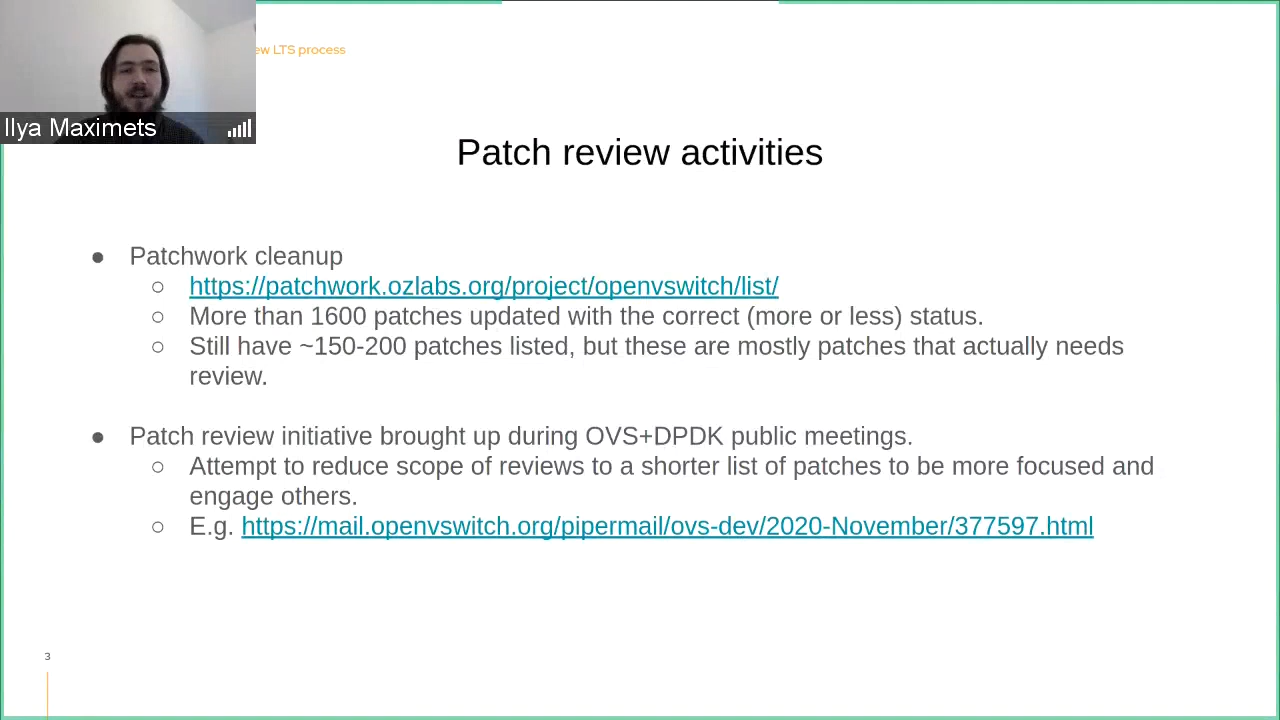 LTS process
Ilya Maximets
Patch review activities
● Patchwork cleanup
○ https://patchwork.ozlabs.org/project/openvswitch/list/
○ More than 1600 patches updated with the correct (more or less) status.
○ Still have ~150-200 patches listed, but these are mostly patches that actually needs
review.
● Patch review initiative brought up during OVS+DPDK public meetings.
○ Attempt to reduce scope of reviews to a shorter list of patches to be more focused and
engage others.
○ E.g. https://mail.openvswitch.org/pipermail/ovs-dev/2020-November/377597.html
3